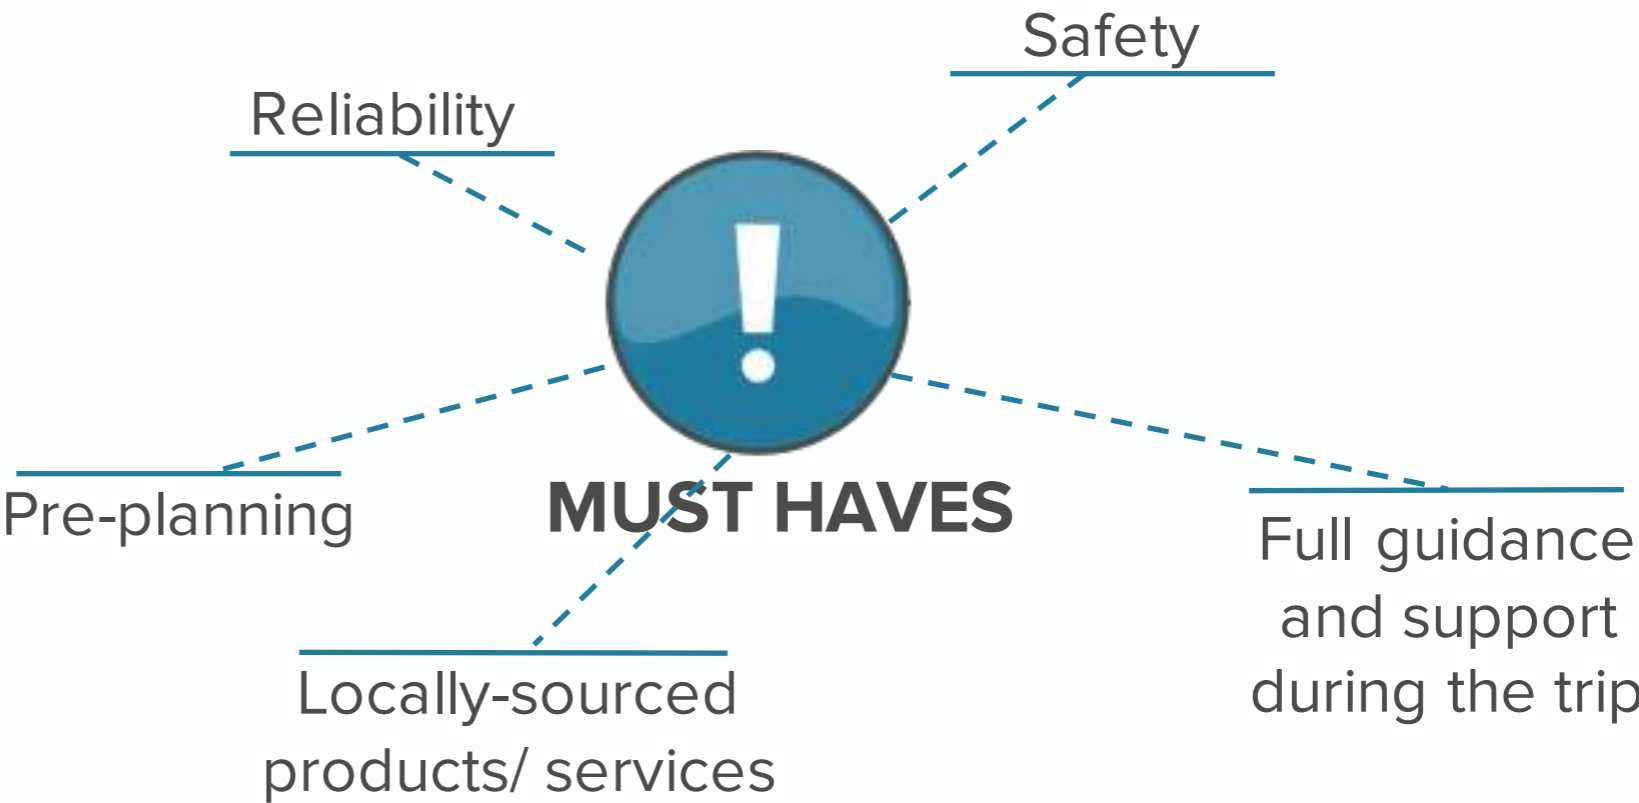 Safety
Reliability
!
MUST HAVES
Pre-planning
Full guidance
and support
during the trip
Locally-sourced
products/ services